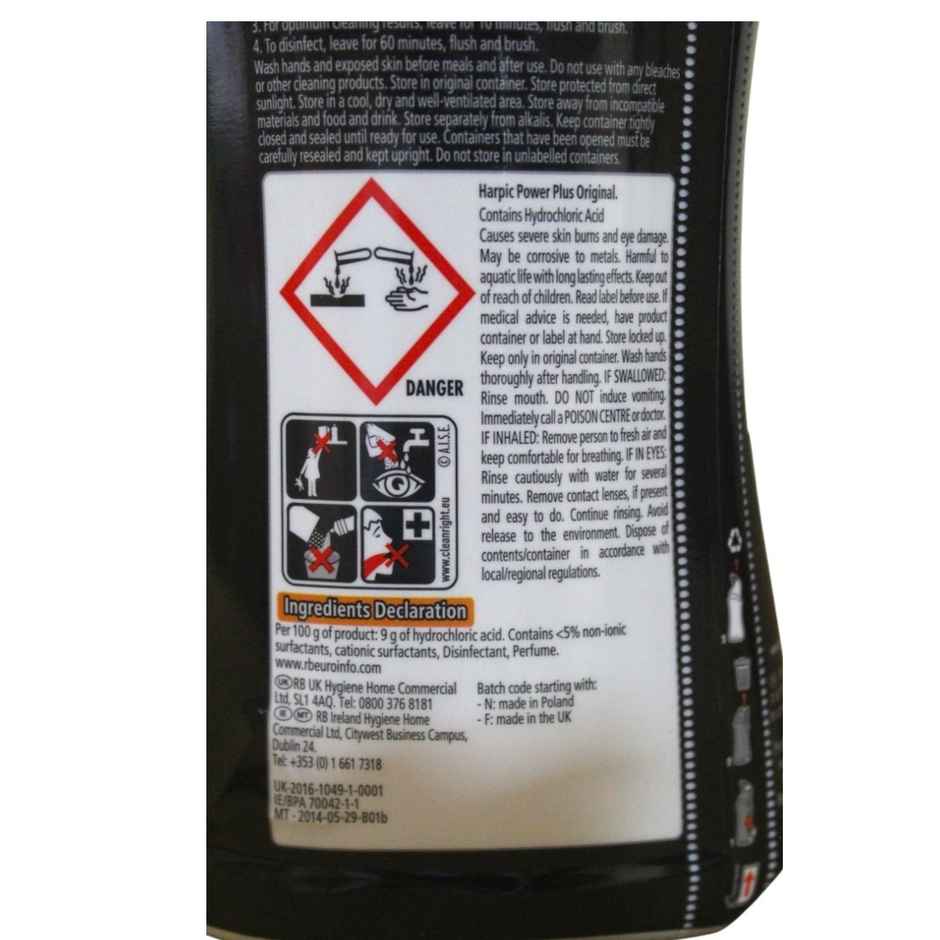 3. For optimum cleaning results, leave for 10 minutes, flush and brush.
4. To disinfect, leave for 60 minutes, flush and brush.
Wash hands and exposed skin before meals and after use. Do not use with any bleaches
or other cleaning products. Store in original container. Store protected from direct
sunlight. Store in a cool, dry and well-ventilated area. Store away from incompatible
materials and food and drink. Store separately from alkalis. Keep container tightly
closed and sealed until ready for use. Containers that have been opened must be
carefully resealed and kept upright. Do not store in unlabelled containers.
DANGER
© A.I.S.E.
www.cleanright.eu
Harpic Power Plus Original.
Contains Hydrochloric Acid
Causes severe skin burns and eye damage.
May be corrosive to metals. Harmful to
aquatic life with long lasting effects. Keep out
of reach of children. Read label before use. If
medical advice is needed, have product
container or label at hand. Store locked up.
Keep only in original container. Wash hands
thoroughly after handling. IF SWALLOWED:
Rinse mouth. DO NOT induce vomiting.
Immediately call a POISON CENTRE or doctor.
IF INHALED: Remove person to fresh air and
keep comfortable for breathing. IF IN EYES:
Rinse cautiously with water for several
minutes. Remove contact lenses, if present
and easy to do. Continue rinsing. Avoid
release to the environment. Dispose of
contents/container in accordance with
local/regional regulations.
Ingredients Declaration
Per 100 g of product: 9 g of hydrochloric acid. Contains <5% non-ionic
surfactants, cationic surfactants, Disinfectant, Perfume.
www.rbeuroinfo.com
UK RB UK Hygiene Home Commercial
Ltd, SL1 4AQ. Tel: 0800 376 8181
IE MT RB Ireland Hygiene Home
Commercial Ltd, Citywest Business Campus,
Dublin 24.
Tel: +353 (0) 1 661 7318
Batch code starting with:
- N: made in Poland
- F: made in the UK
UK-2016-1049-1-0001
IE/BPA 70042-1-1
MT - 2014-05-29-B01b